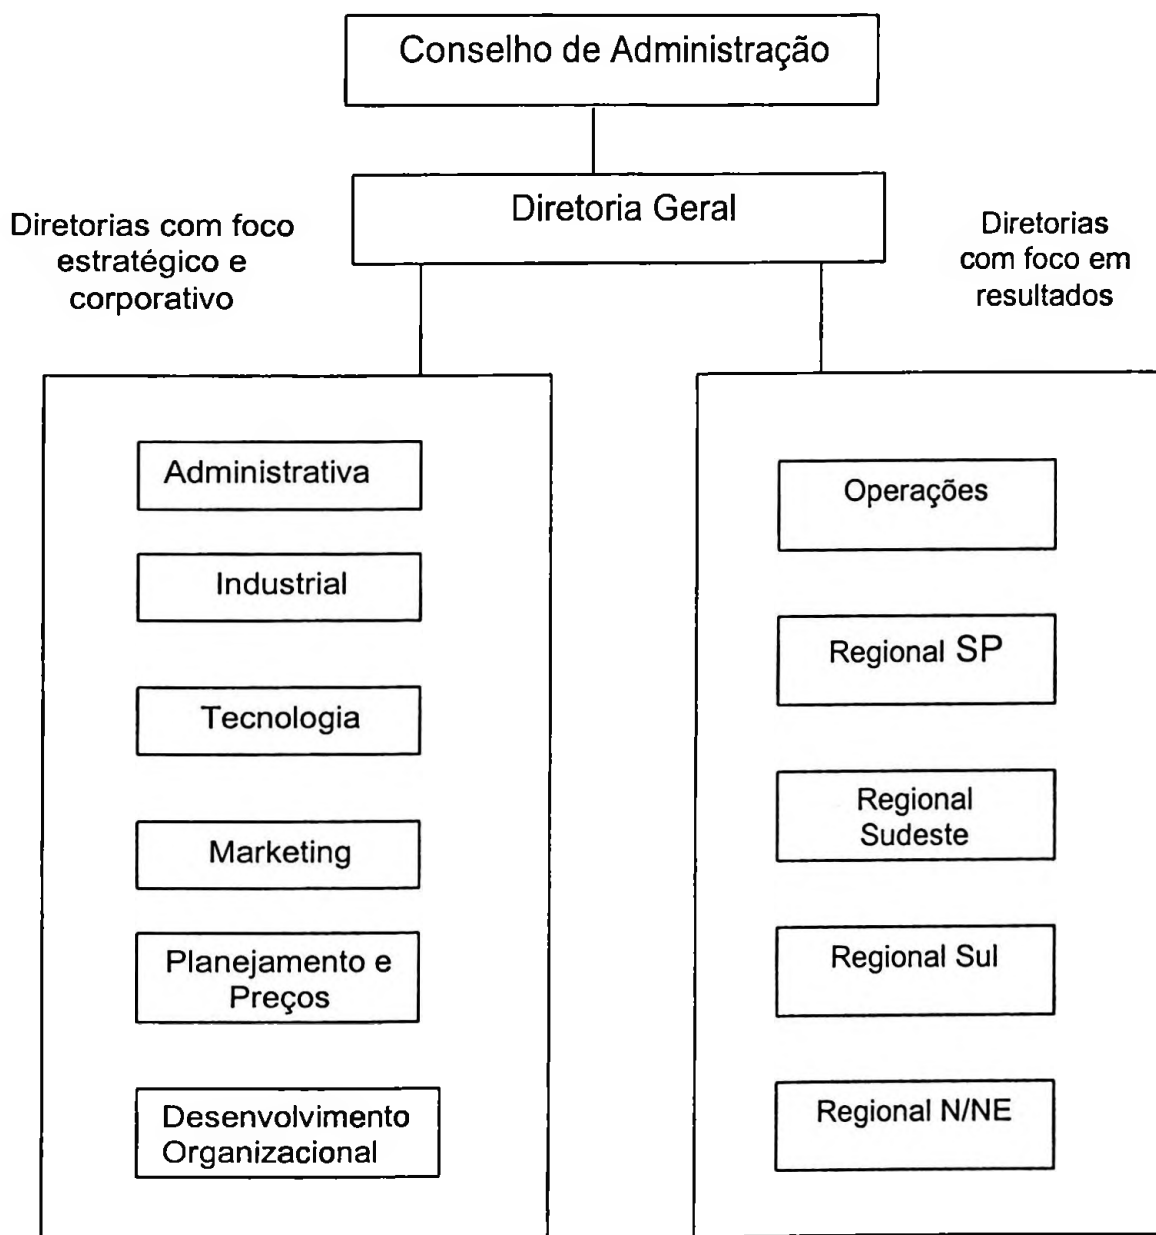 Conselho de Administração
Diretoria Geral
Diretorias com foco
estratégico e
corporativo
Diretorias
com foco em
resultados
Administrativa
Industrial
Tecnologia
Marketing
Planejamento e
Preços
Desenvolvimento
Organizacional
Operações
Regional SP
Regional
Sudeste
Regional Sul
Regional N/NE